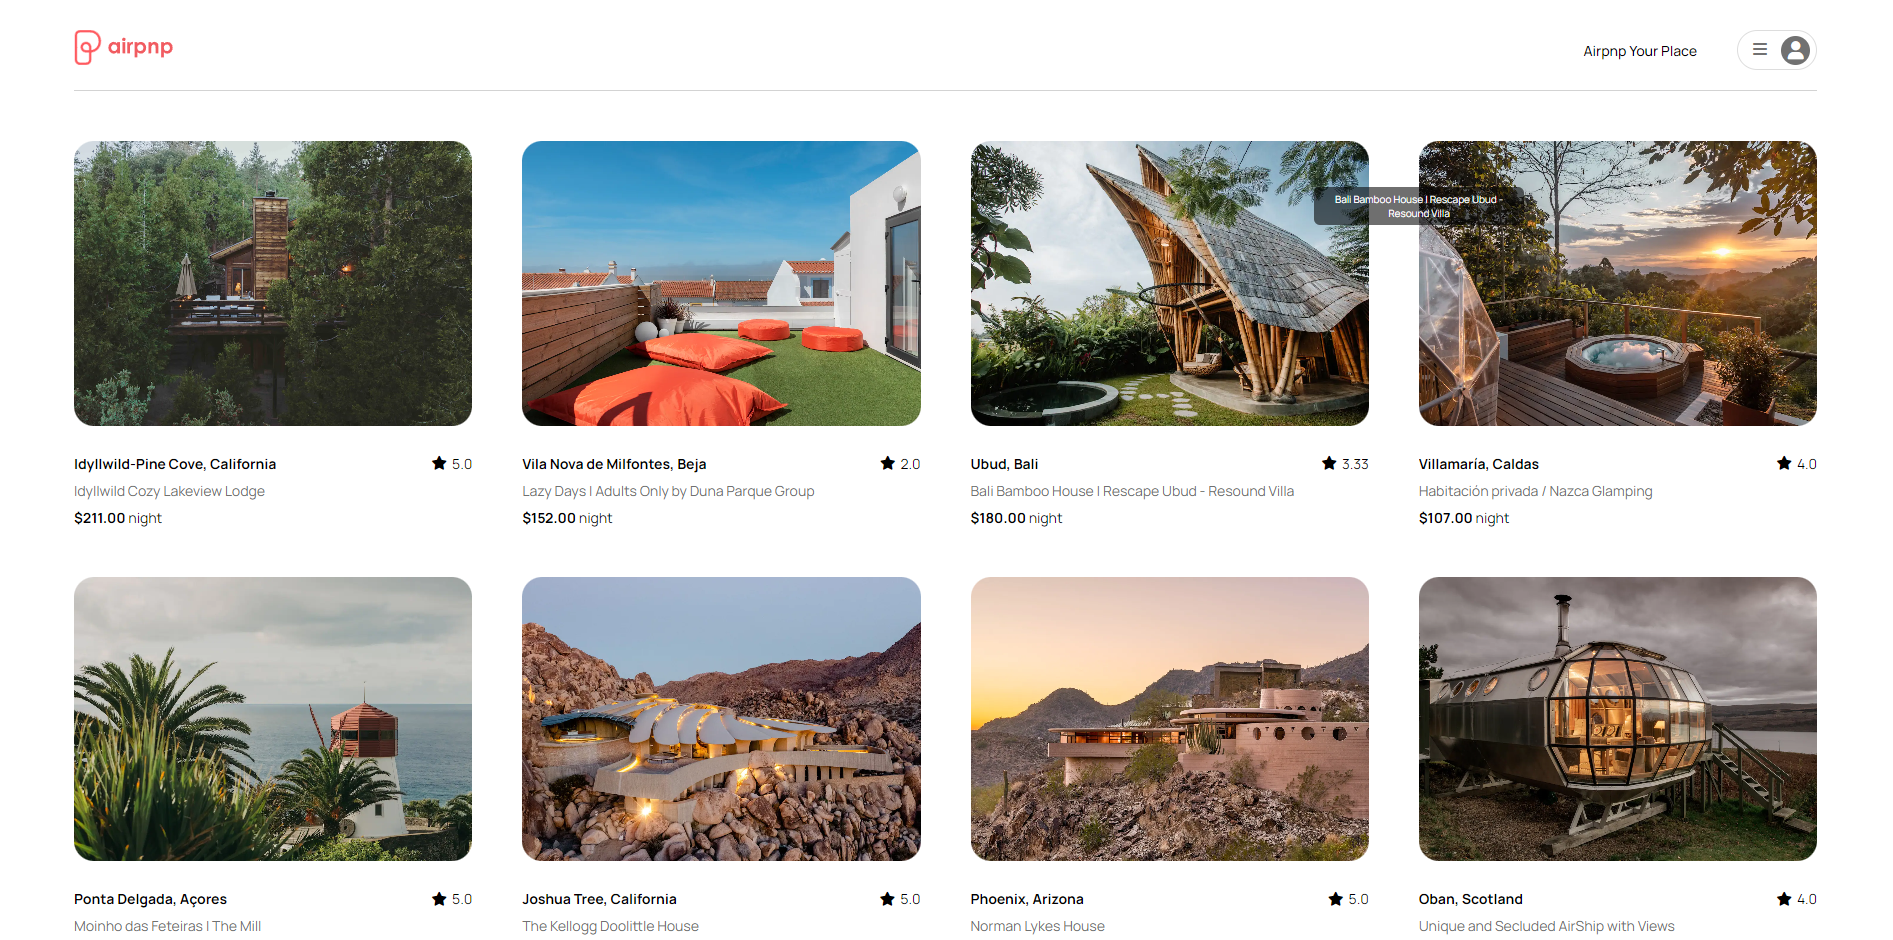 airpnp
Airpnp Your Place
Bali Bamboo House | Rescape Ubud -
Resound Villa
Idyllwild-Pine Cove, California
5.0
Idyllwild Cozy Lakeview Lodge
$211.00 night
Vila Nova de Milfontes, Beja
2.0
Lazy Days | Adults Only by Duna Parque Group
$152.00 night
Ubud, Bali
3.33
Bali Bamboo House | Rescape Ubud - Resound Villa
$180.00 night
Villamaría, Caldas
4.0
Habitación privada / Nazca Glamping
$107.00 night
Ponta Delgada, Açores
5.0
Moinho das Feteiras | The Mill
Joshua Tree, California
5.0
The Kellogg Doolittle House
Phoenix, Arizona
5.0
Norman Lykes House
Oban, Scotland
4.0
Unique and Secluded AirShip with Views